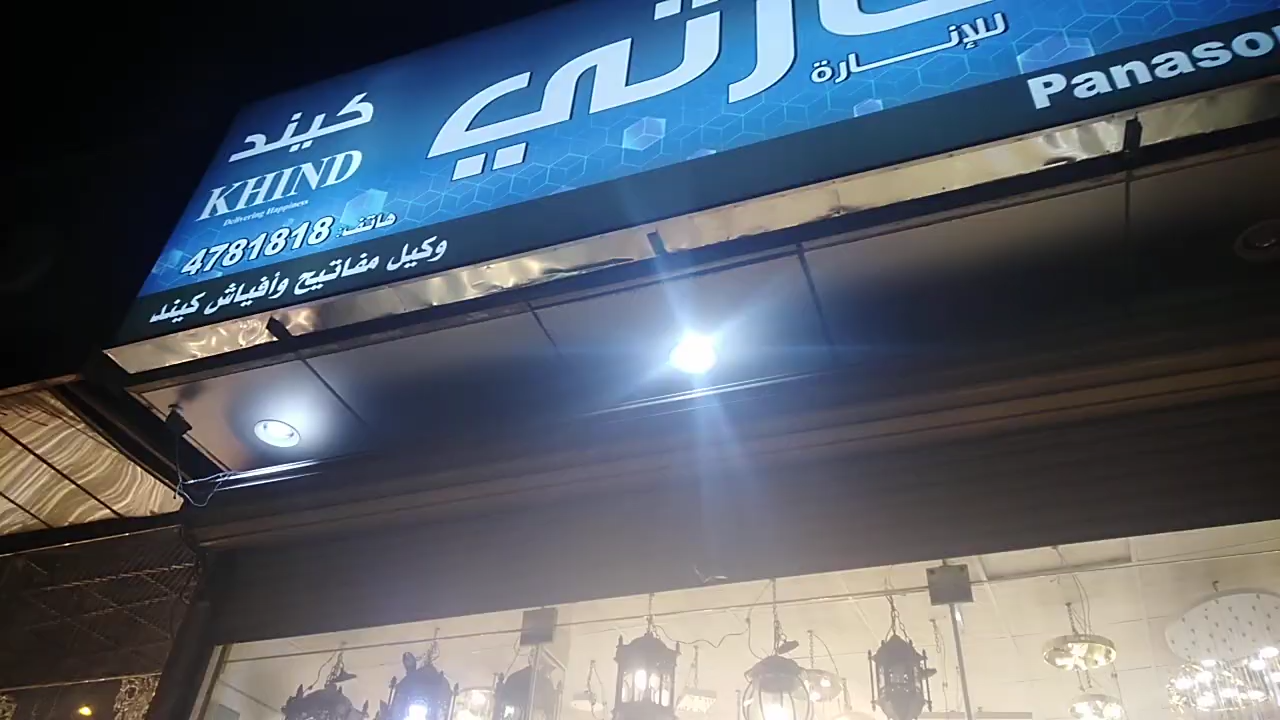 للإنارة
Panaso
كيند
KHIND
Delivering Happiness
هاتف: 4781818
وكيل مفاتيح وأفياش كيند